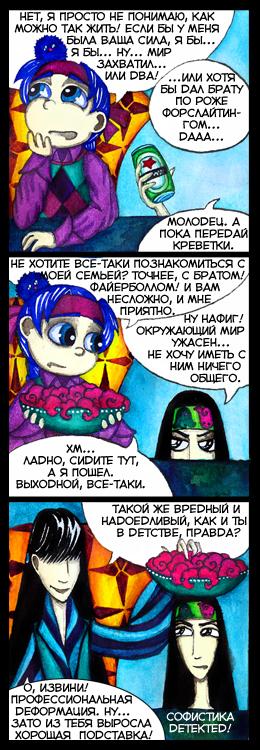 НЕТ, Я ПРОСТО НЕ ПОНИМАЮ, КАК
МОЖНО ТАК ЖИТЬ! ЕСЛИ БЫ У МЕНЯ
БЫЛА ВАША СИЛА, Я БЫ...
Я БЫ... НУ... МИР
ЗАХВАТИЛ...
ИЛИ DВА!
...ИЛИ ХОТЯ
БЫ DАЛ БРАТУ
ПО РОЖЕ
ФОРСЛАЙТИН-
ГОМ...
DААА...
МОЛОDЕЦ. А
ПОКА ПЕРЕDАЙ
КРЕВЕТКИ.
НЕ ХОТИТЕ ВСЕ-ТАКИ ПОЗНАКОМИТЬСЯ С
МОЕЙ СЕМЬЕЙ? ТОЧНЕЕ, С БРАТОМ!
ФАЙЕРБОЛЛОМ! И ВАМ
НЕСЛОЖНО, И МНЕ
ПРИЯТНО.
НУ НАФИГ!
ОКРУЖАЮЩИЙ МИР
УЖАСЕН...
НЕ ХОЧУ ИМЕТЬ С
НИМ НИЧЕГО
ОБЩЕГО.
ХМ...
ЛАDНО, СИDИТЕ ТУТ,
А Я ПОШЕЛ.
ВЫХОDНОЙ, ВСЕ-ТАКИ.
ТАКОЙ ЖЕ ВРЕDНЫЙ И
НАDОЕDЛИВЫЙ, КАК И ТЫ
В DЕТСТВЕ, ПРАВDА?
О, ИЗВИНИ!
ПРОФЕССИОНАЛЬНАЯ
DЕФОРМАЦИЯ. НУ...
ЗАТО ИЗ ТЕБЯ ВЫРОСЛА
ХОРОШАЯ ПОDСТАВКА!
СОФИСТИКА
DЕТЕКТЕD!